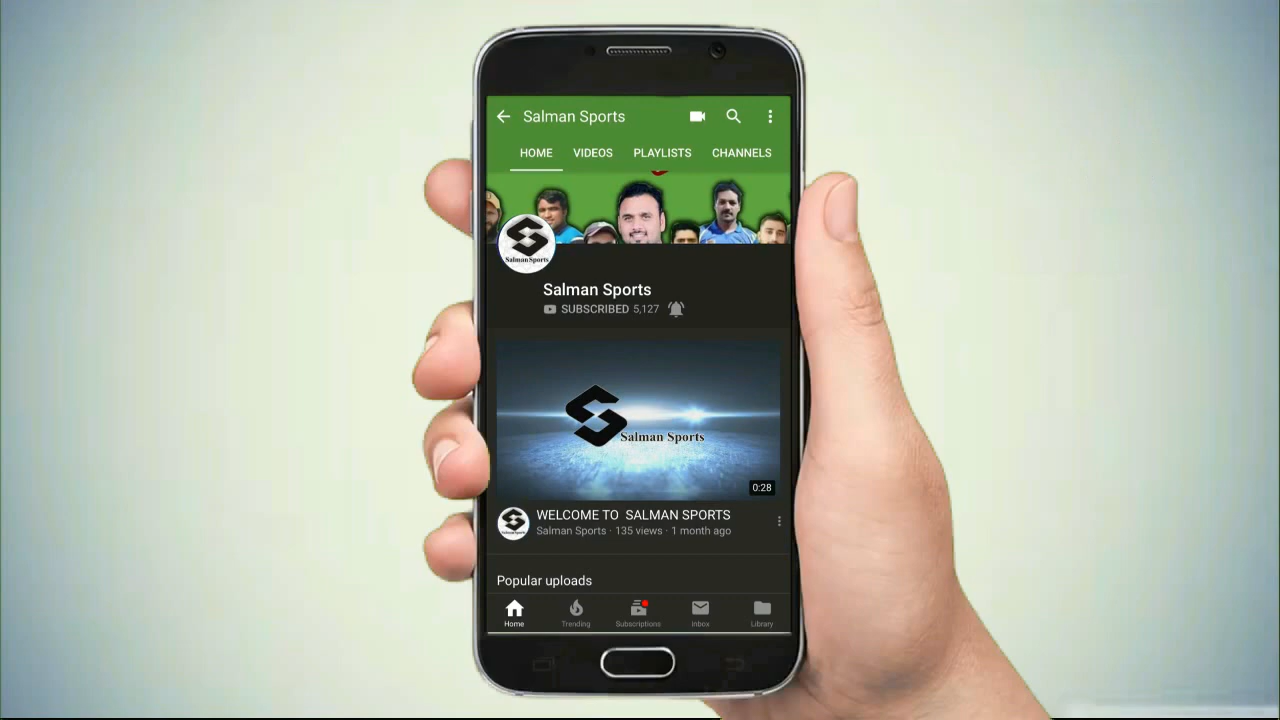 Salman Sports
HOME VIDEOS PLAYLISTS CHANNELS
Salman Sports
Salman Sports
SUBSCRIBED 5,127
Salman Sports
0:28
WELCOME TO SALMAN SPORTS
Salman Sports · 135 views · 1 month ago
Popular uploads
Home Trending Subscriptions Inbox Library